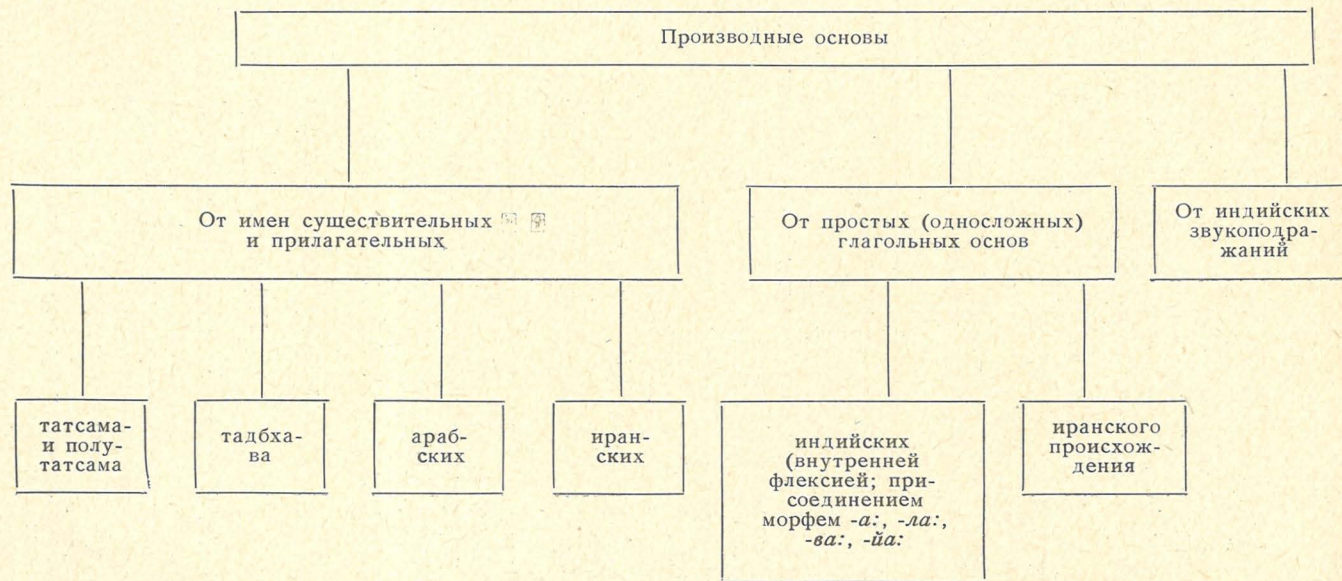 Производные основы
От имен существительных
и прилагательных
От простых (односложных)
глагольных основ
От индийских
звукоподра-
жаний
татсама-
и полу-
татсама
тадбха-
ва
араб-
ских
иран-
ских
индийских
(внутренней
флексией; при-
соединением
морфем -а:, -ла:,
-ва:, -йа:
иранского
происхож-
дения